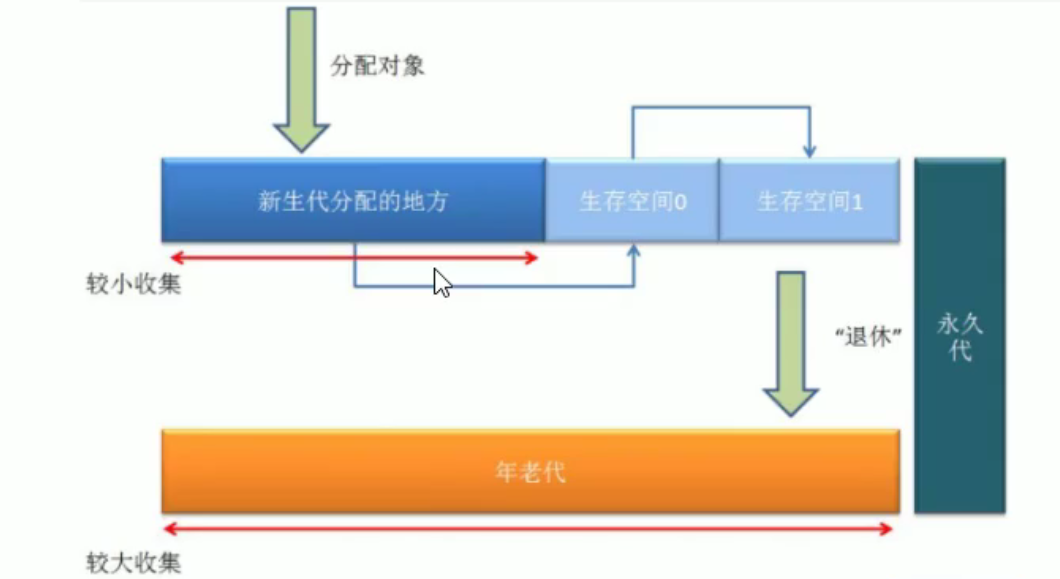 分配对象
新生代分配的地方
生存空间0
生存空间1
较小收集
“退休”
永久
代
年老代
较大收集